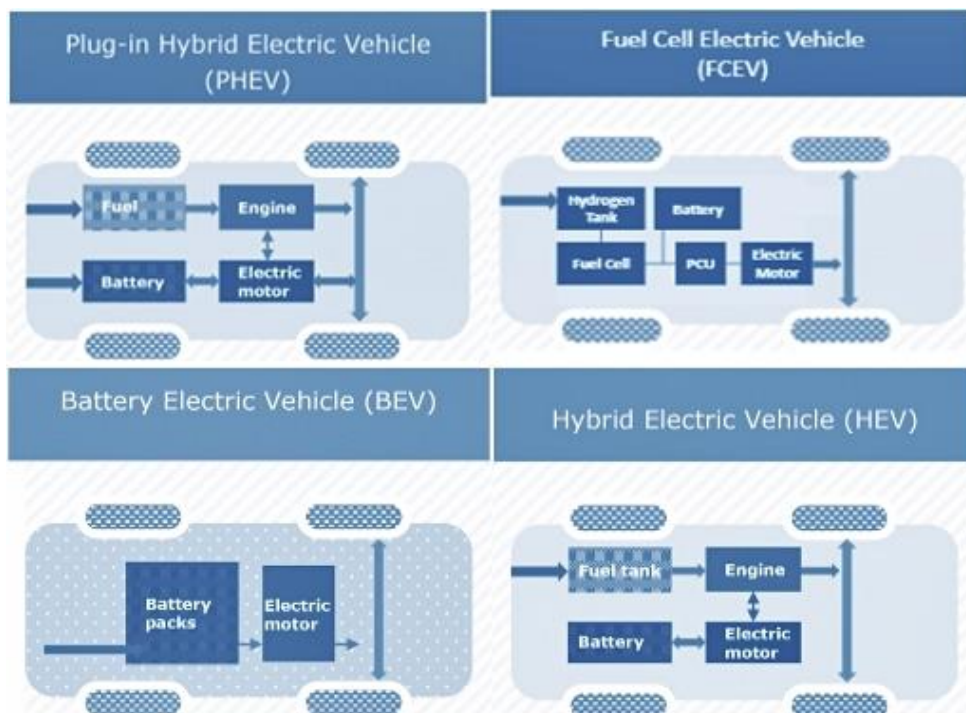 Plug-in Hybrid Electric Vehicle
(PHEV)
Fuel
Engine
Battery
Electric
motor
Fuel Cell Electric Vehicle
(FCEV)
Hydrogen
Tank
Battery
Fuel Cell
PCU
Electric
Motor
Battery Electric Vehicle (BEV)
Battery
packs
Electric
motor
Hybrid Electric Vehicle (HEV)
Fuel tank
Engine
Battery
Electric
motor